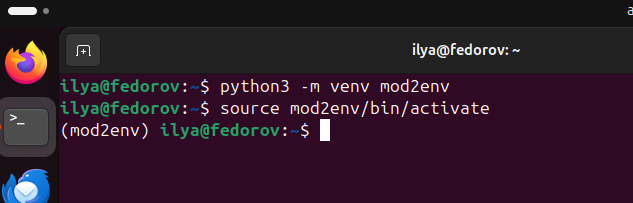 a
ilya@fedorov: ~
ilya@fedorov:~$ python3 -m venv mod2env
ilya@fedorov:~$ source mod2env/bin/activate
>_
(mod2env) ilya@fedorov:~$